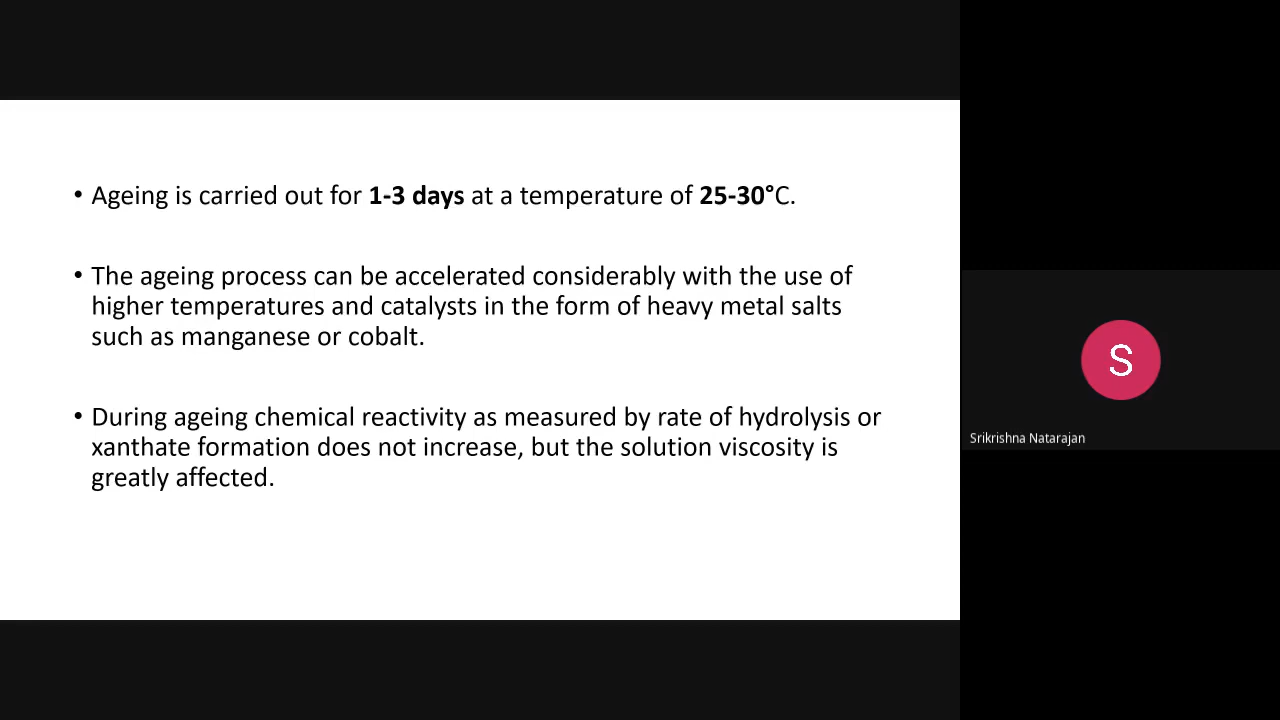 • Ageing is carried out for 1-3 days at a temperature of 25-30°C.
• The ageing process can be accelerated considerably with the use of
higher temperatures and catalysts in the form of heavy metal salts
such as manganese or cobalt.
• During ageing chemical reactivity as measured by rate of hydrolysis or
xanthate formation does not increase, but the solution viscosity is
greatly affected.
S
Srikrishna Natarajan